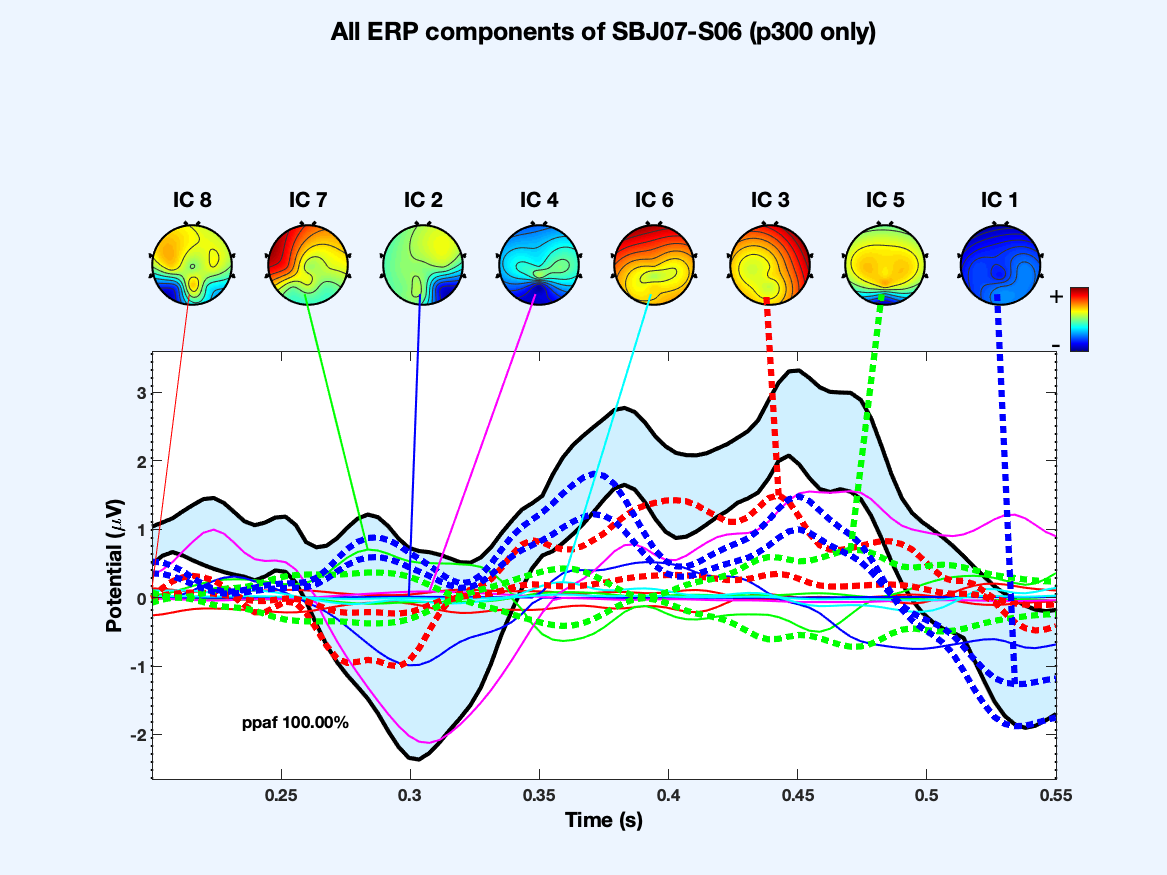 All ERP components of SBJ07-S06 (p300 only)
IC 8 IC 7 IC 2 IC 4 IC 6 IC 3 IC 5 IC 1
+
-
3
2
1
0
-1
-2
Potential (μV)
ppaf 100.00%
0.25 0.3 0.35 0.4 0.45 0.5 0.55
Time (s)